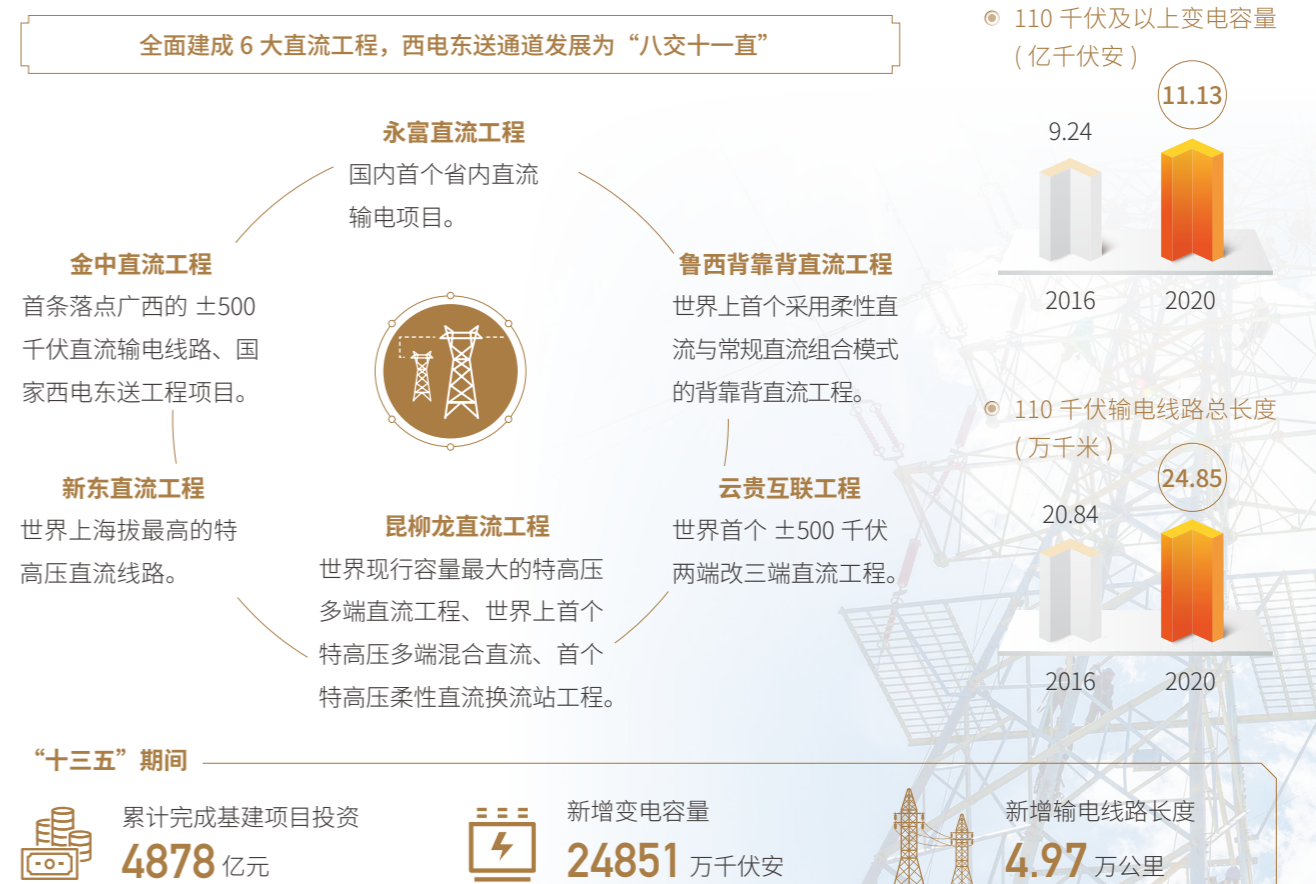 全面建成 6 大直流工程，西电东送通道发展为“八交十一直”
永富直流工程
国内首个省内直流
输电项目。
金中直流工程
首条落点广西的 ±500
千伏直流输电线路、国
家西电东送工程项目。
鲁西背靠背直流工程
世界上首个采用柔性直
流与常规直流组合模式
的背靠背直流工程。
新东直流工程
世界上海拔最高的特
高压直流线路。
昆柳龙直流工程
世界现行容量最大的特高压
多端直流工程、世界上首个
特高压多端混合直流、首个
特高压柔性直流换流站工程。
云贵互联工程
世界首个 ±500 千伏
两端改三端直流工程。
110 千伏及以上变电容量
( 亿千伏安 )
11.13
9.24
2016 2020
110 千伏输电线路总长度
( 万千米 )
24.85
20.84
2016 2020
“十三五”期间
累计完成基建项目投资
4878 亿元
新增变电容量
24851 万千伏安
新增输电线路长度
4.97 万公里